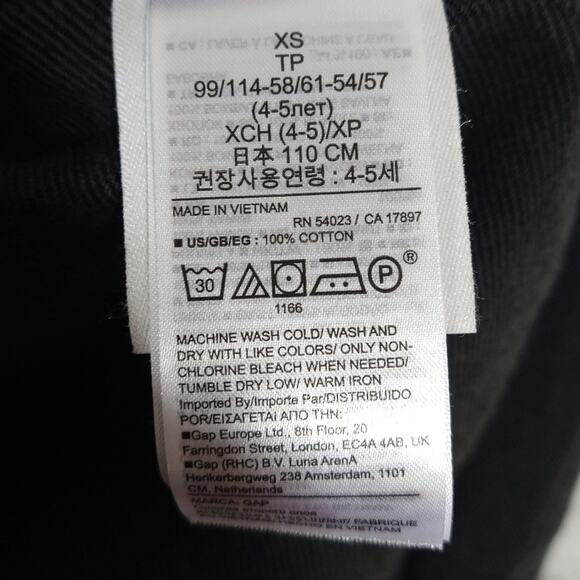 XS
TP
99/114-58/61-54/57
(4-5лет)
XCH (4-5)/XP
日本 110 CM
권장사용연령 : 4-5세
MADE IN VIETNAM
RN 54023 / CA 17897
■ US/GB/EG : 100% COTTON
30
P®
1166
MACHINE WASH COLD/ WASH AND
DRY WITH LIKE COLORS/ ONLY NON-
CHLORINE BLEACH WHEN NEEDED/
TUMBLE DRY LOW/ WARM IRON
Imported By/Importe Par/DISTRIBUIDO
POR/ΕΙΣΑΓΕΤΑΙ ΑΠΟ ΤΗΝ:
■Gap Europe Ltd., 8th Floor, 20
Farringdon Street, London, EC4A 4AB, UK
■Gap (RHC) B.V. Luna ArenA
Herikerbergweg 238 Amsterdam, 1101
CM, Netherlands
MARCA: GAP
FABRIQUE
EN VIETNAM